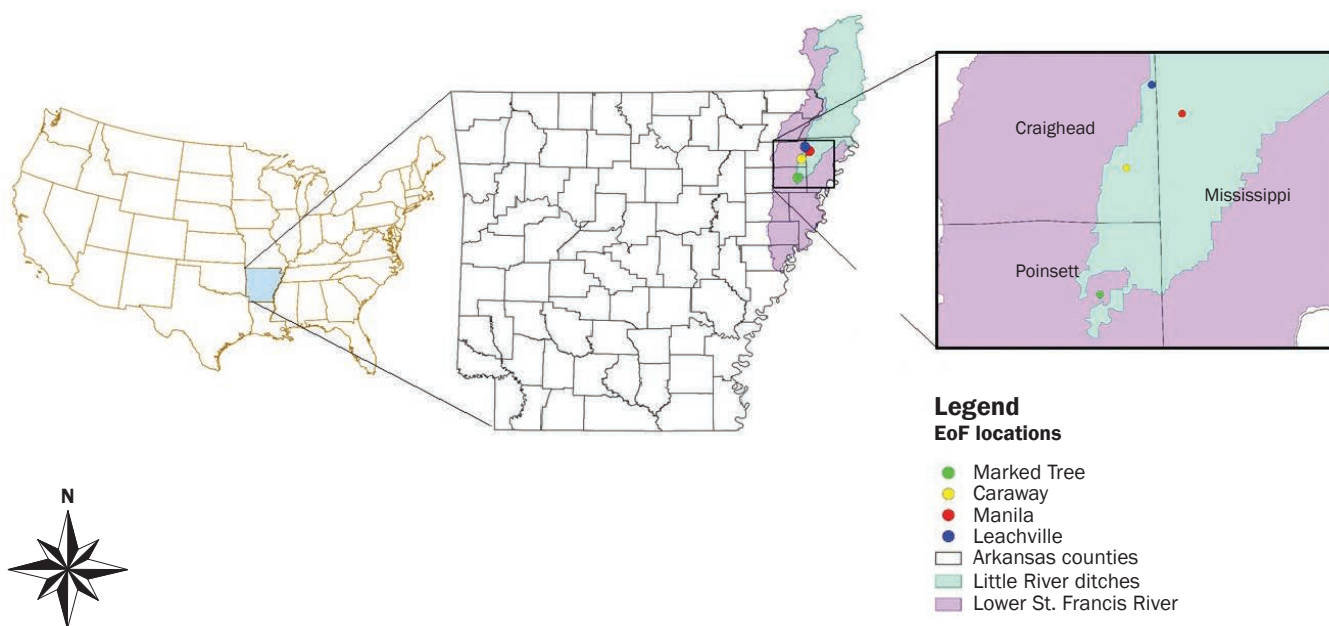 Craighead
Mississippi
Poinsett
Legend
EoF locations
Marked Tree
Caraway
Manila
Leachville
Arkansas counties
Little River ditches
Lower St. Francis River
N